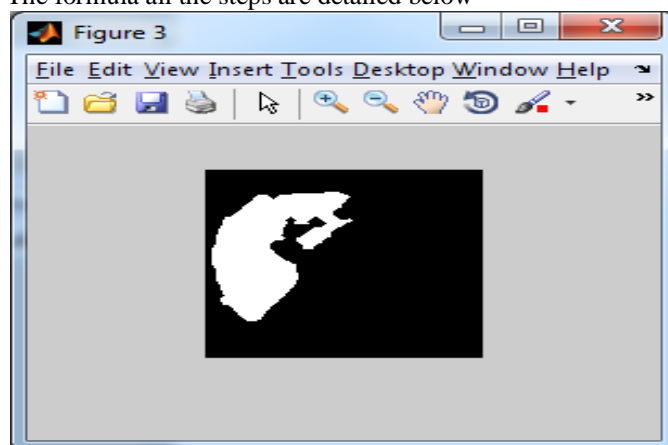 The formula all the steps are detailed below
Figure 3
File Edit View Insert Tools Desktop Window Help